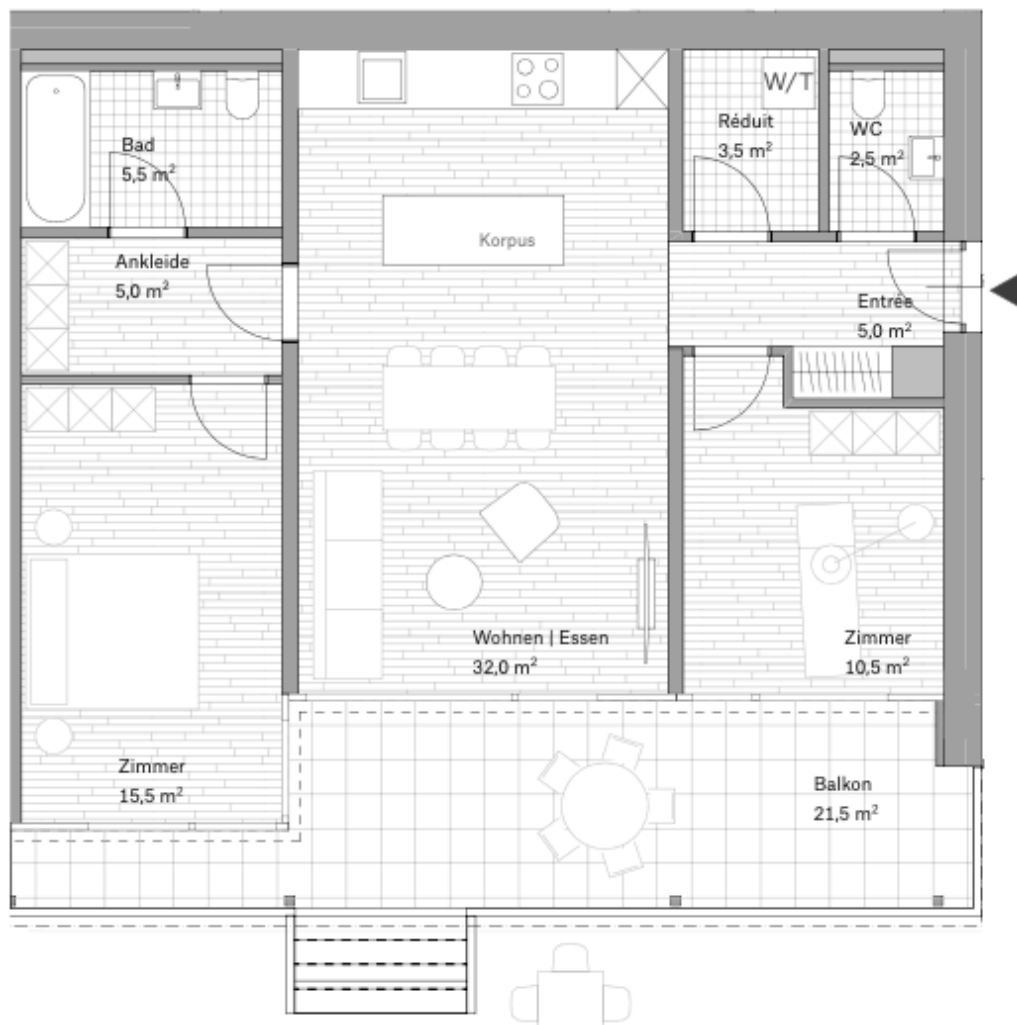 W/T
Réduit
3,5 m²
WC
2,5 m²
Bad
5,5 m²
Korpus
Ankleide
5,0 m²
Entrée
5,0 m²
Wohnen | Essen
32,0 m²
Zimmer
10,5 m²
Zimmer
15,5 m²
Balkon
21,5 m²